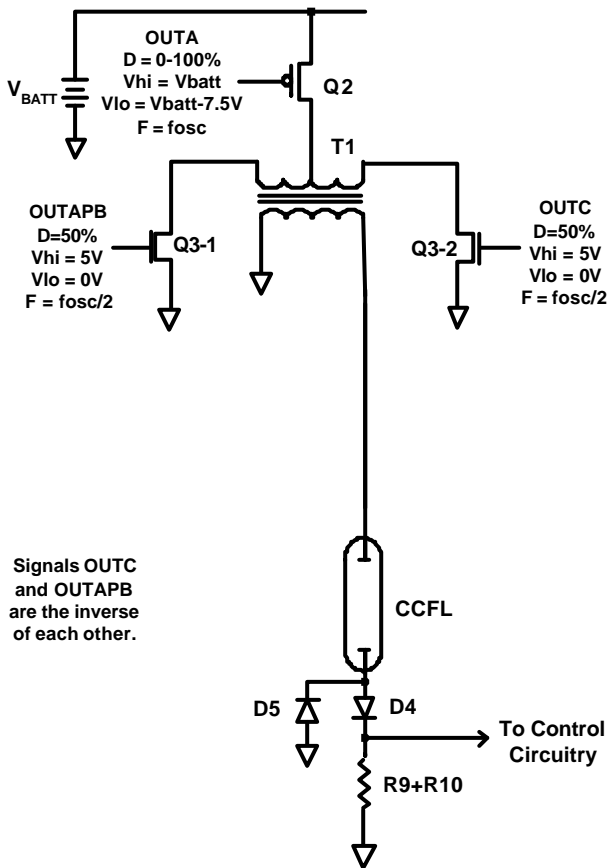 OUTA
D = 0-100%
Vhi = Vbatt
Vlo = Vbatt-7.5V
F = fosc
VBATT
Q2
T1
OUTAPB
D=50%
Vhi = 5V
Vlo = 0V
F = fosc/2
Q3-1
Q3-2
OUTC
D=50%
Vhi = 5V
Vlo = 0V
F = fosc/2
Signals OUTC
and OUTAPB
are the inverse
of each other.
CCFL
D5
D4
To Control
Circuitry
R9+R10